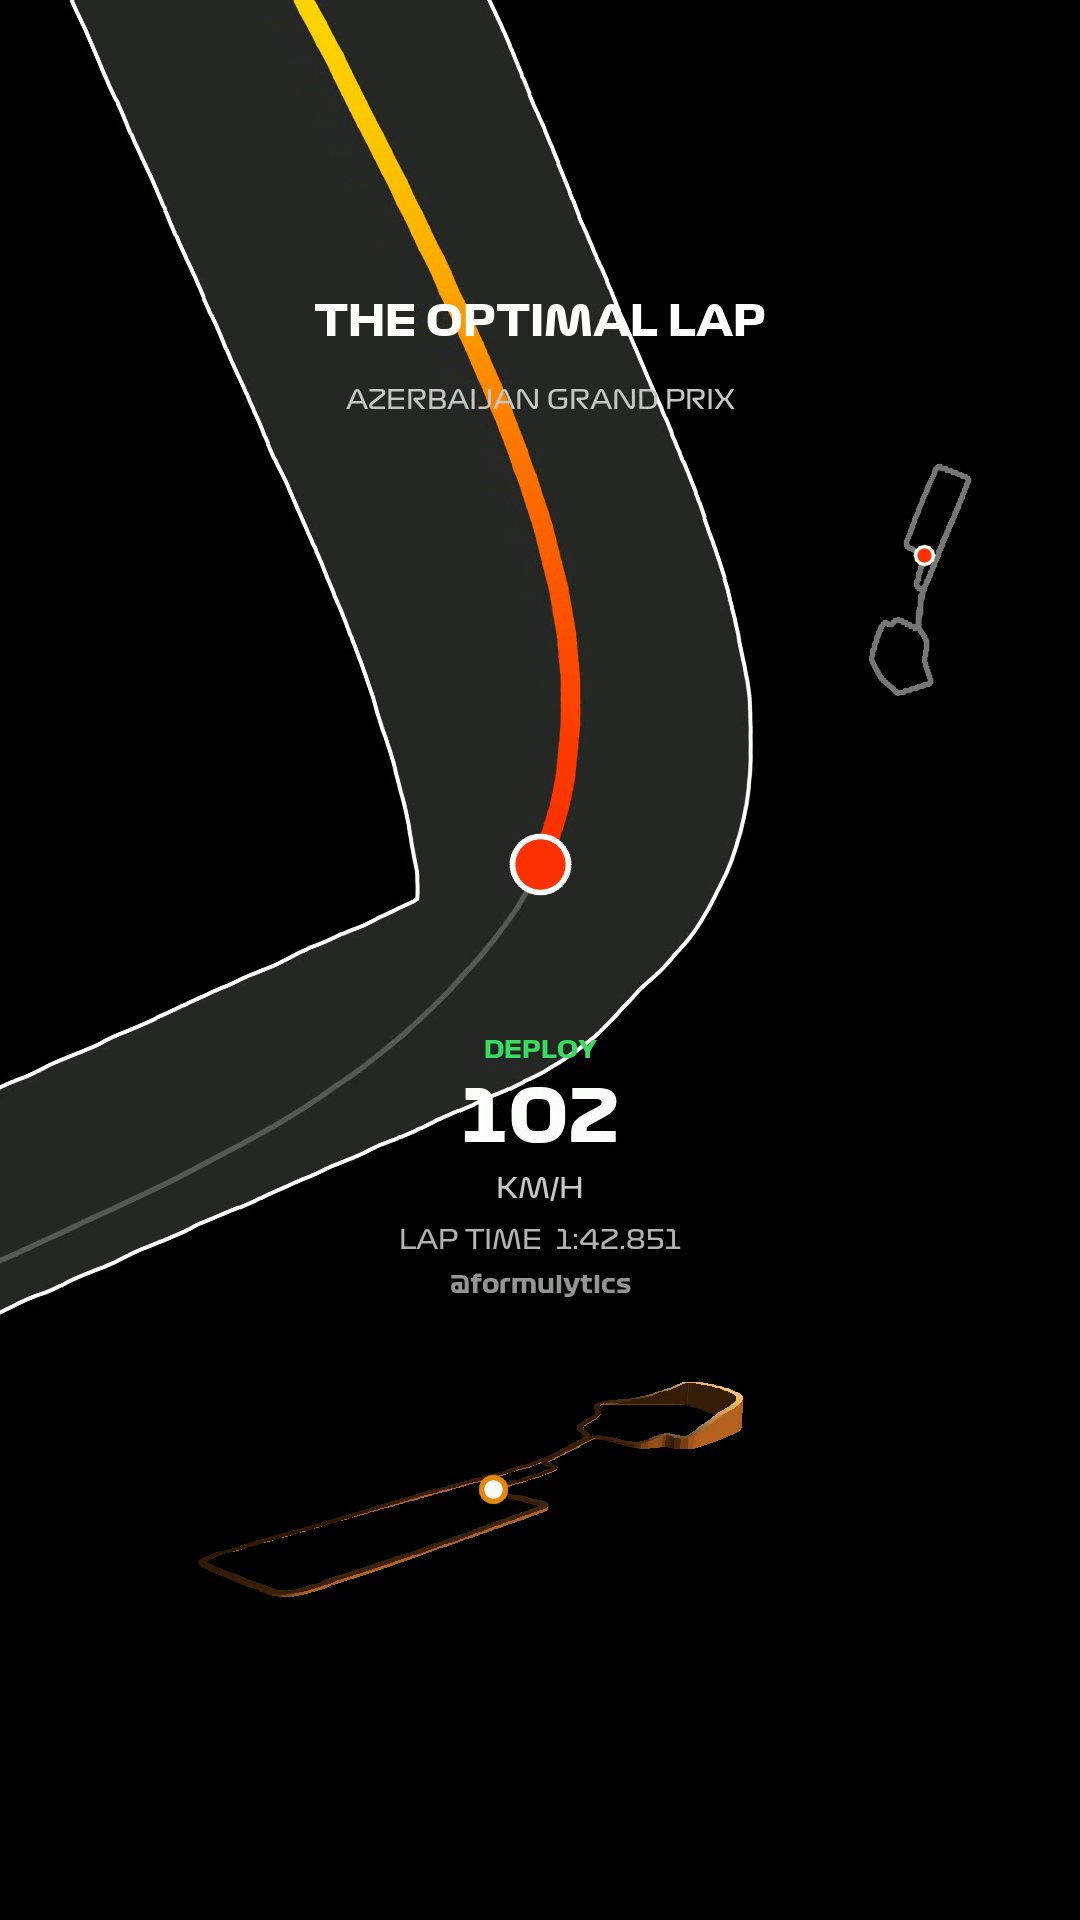 THE OPTIMAL LAP
AZERBAIJAN GRAND PRIX
DEPLOY
102
KM/H
LAP TIME 1:42.851
@formulytics